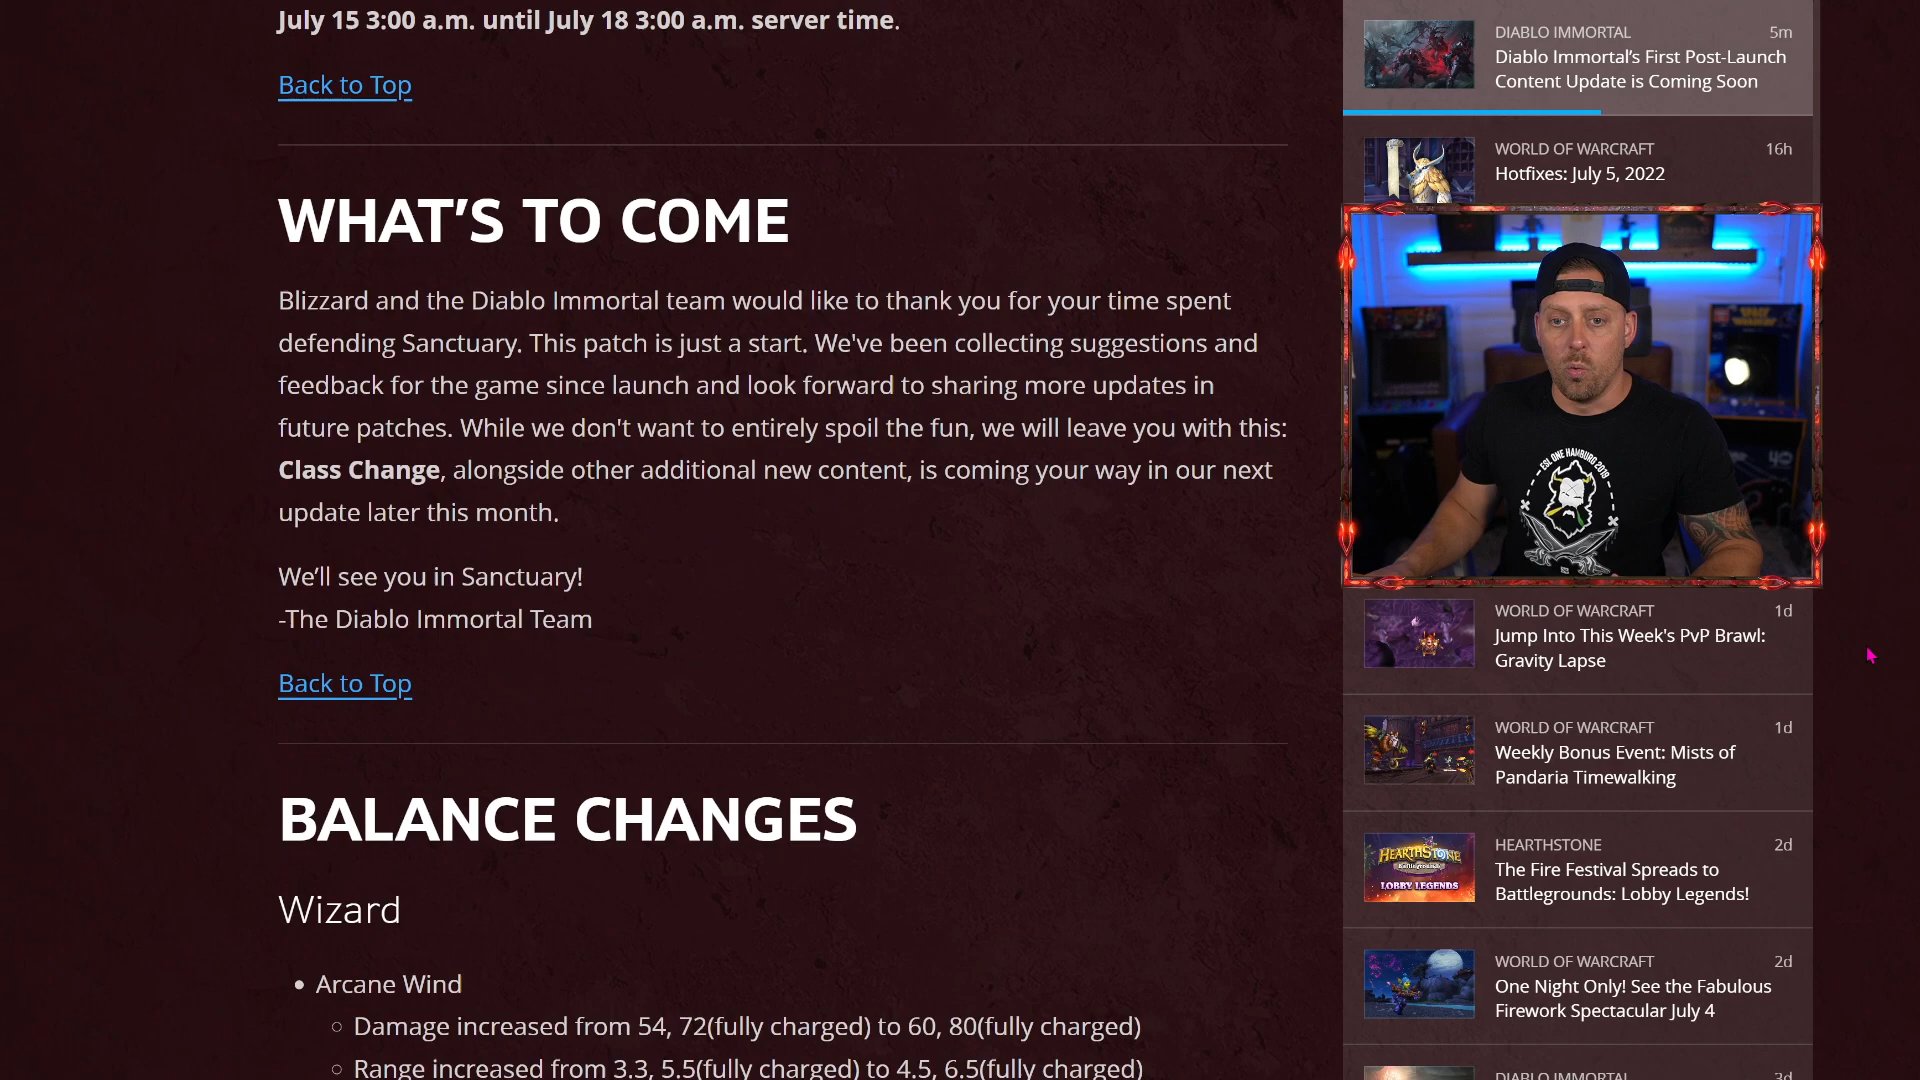 July 15 3:00 a.m. until July 18 3:00 a.m. server time.
Back to Top
WHAT'S TO COME
Blizzard and the Diablo Immortal team would like to thank you for your time spent
defending Sanctuary. This patch is just a start. We've been collecting suggestions and
feedback for the game since launch and look forward to sharing more updates in
future patches. While we don't want to entirely spoil the fun, we will leave you with this:
Class Change, alongside other additional new content, is coming your way in our next
update later this month.
We'll see you in Sanctuary!
-The Diablo Immortal Team
Back to Top
BALANCE CHANGES
Wizard
• Arcane Wind
○ Damage increased from 54, 72(fully charged) to 60, 80(fully charged)
○ Range increased from 3.3, 5.5(fully charged) to 4.5, 6.5(fully charged)
DIABLO IMMORTAL 5m
Diablo Immortal's First Post-Launch
Content Update is Coming Soon
WORLD OF WARCRAFT 16h
Hotfixes: July 5, 2022
ESL ONE HAMBURG 2019
WORLD OF WARCRAFT 1d
Jump Into This Week's PvP Brawl:
Gravity Lapse
WORLD OF WARCRAFT 1d
Weekly Bonus Event: Mists of
Pandaria Timewalking
HEARTHSTONE
LOBBY LEGENDS
HEARTHSTONE 2d
The Fire Festival Spreads to
Battlegrounds: Lobby Legends!
WORLD OF WARCRAFT 2d
One Night Only! See the Fabulous
Firework Spectacular July 4
DIABLO IMMORTAL 3d